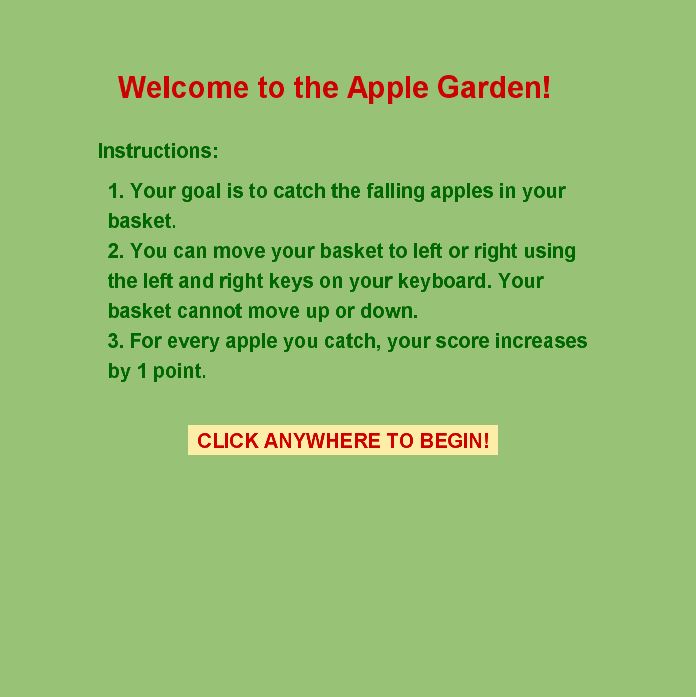 Welcome to the Apple Garden!
Instructions:
1. Your goal is to catch the falling apples in your
basket.
2. You can move your basket to left or right using
the left and right keys on your keyboard. Your
basket cannot move up or down.
3. For every apple you catch, your score increases
by 1 point.
CLICK ANYWHERE TO BEGIN!